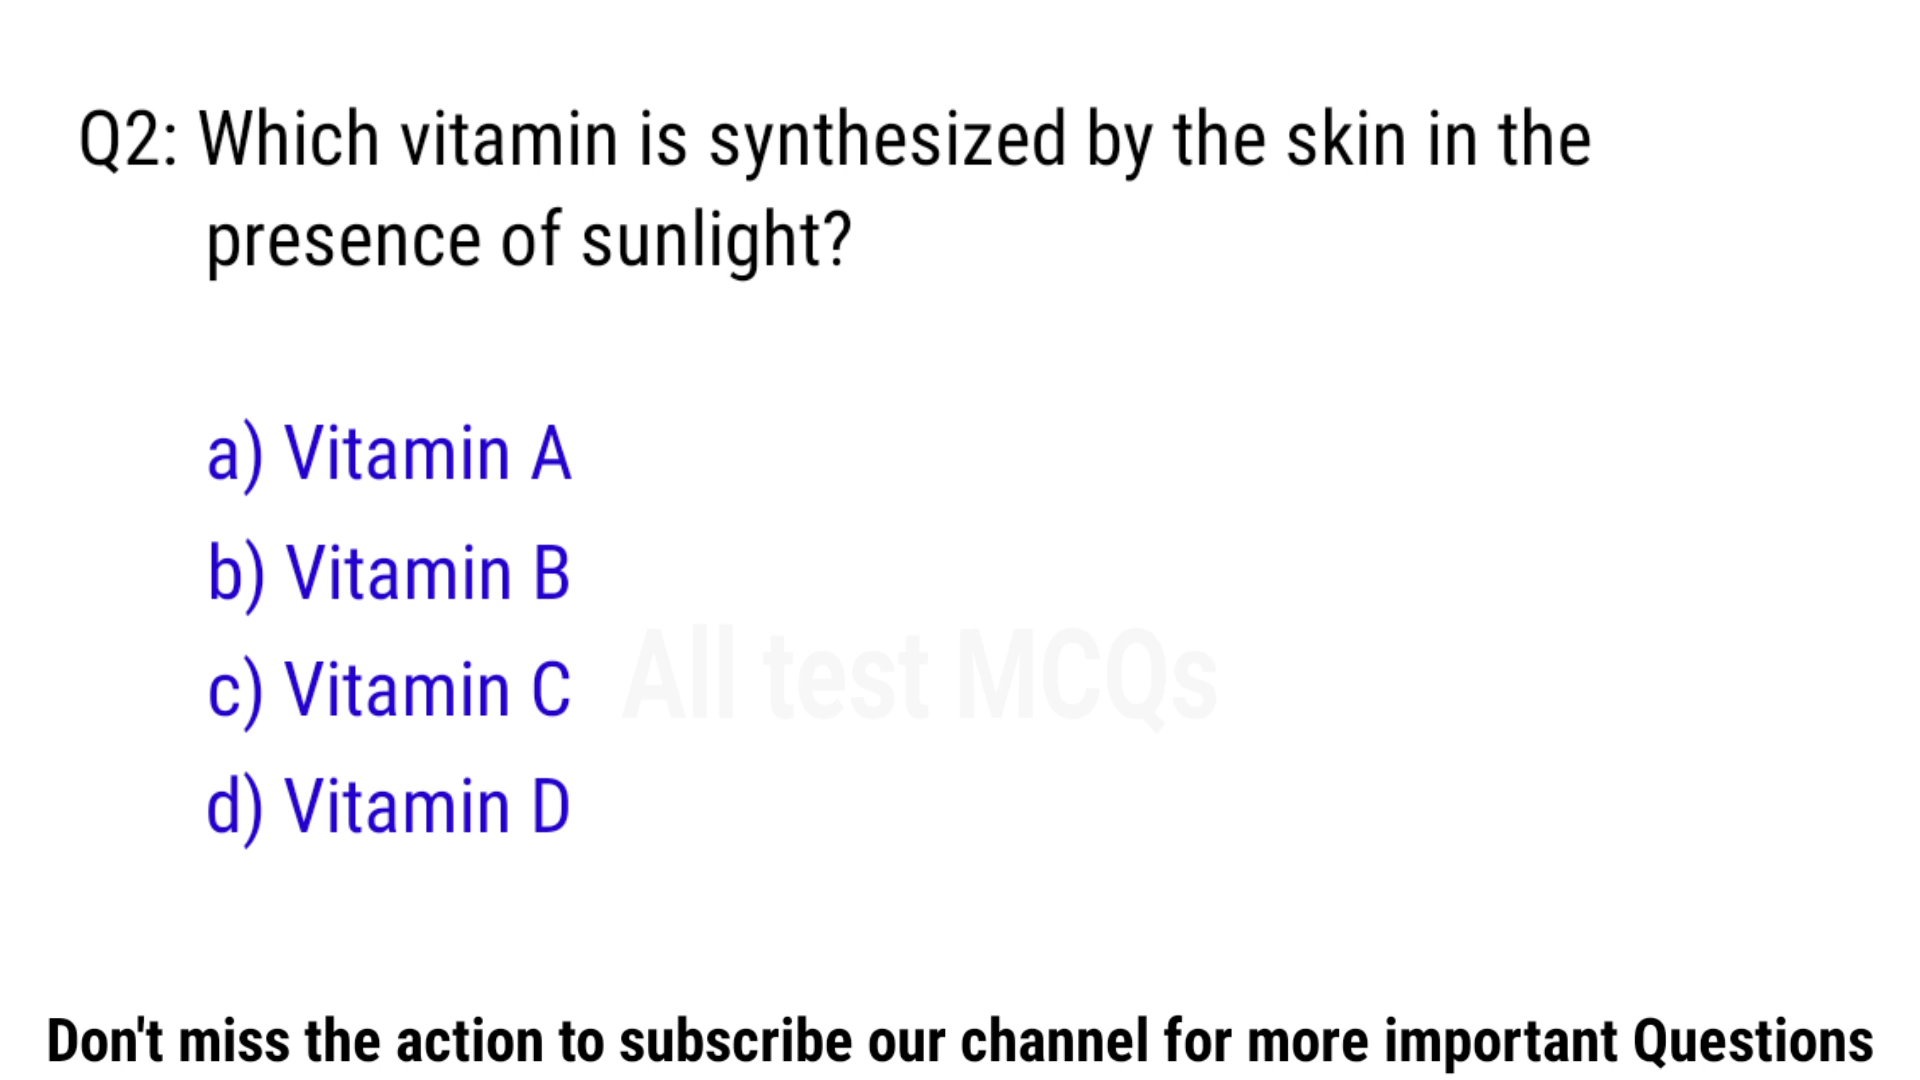 Q2: Which vitamin is synthesized by the skin in the
presence of sunlight?
a) Vitamin A
b) Vitamin B
c) Vitamin C
All test MCQs
d) Vitamin D
Don't miss the action to subscribe our channel for more important Questions